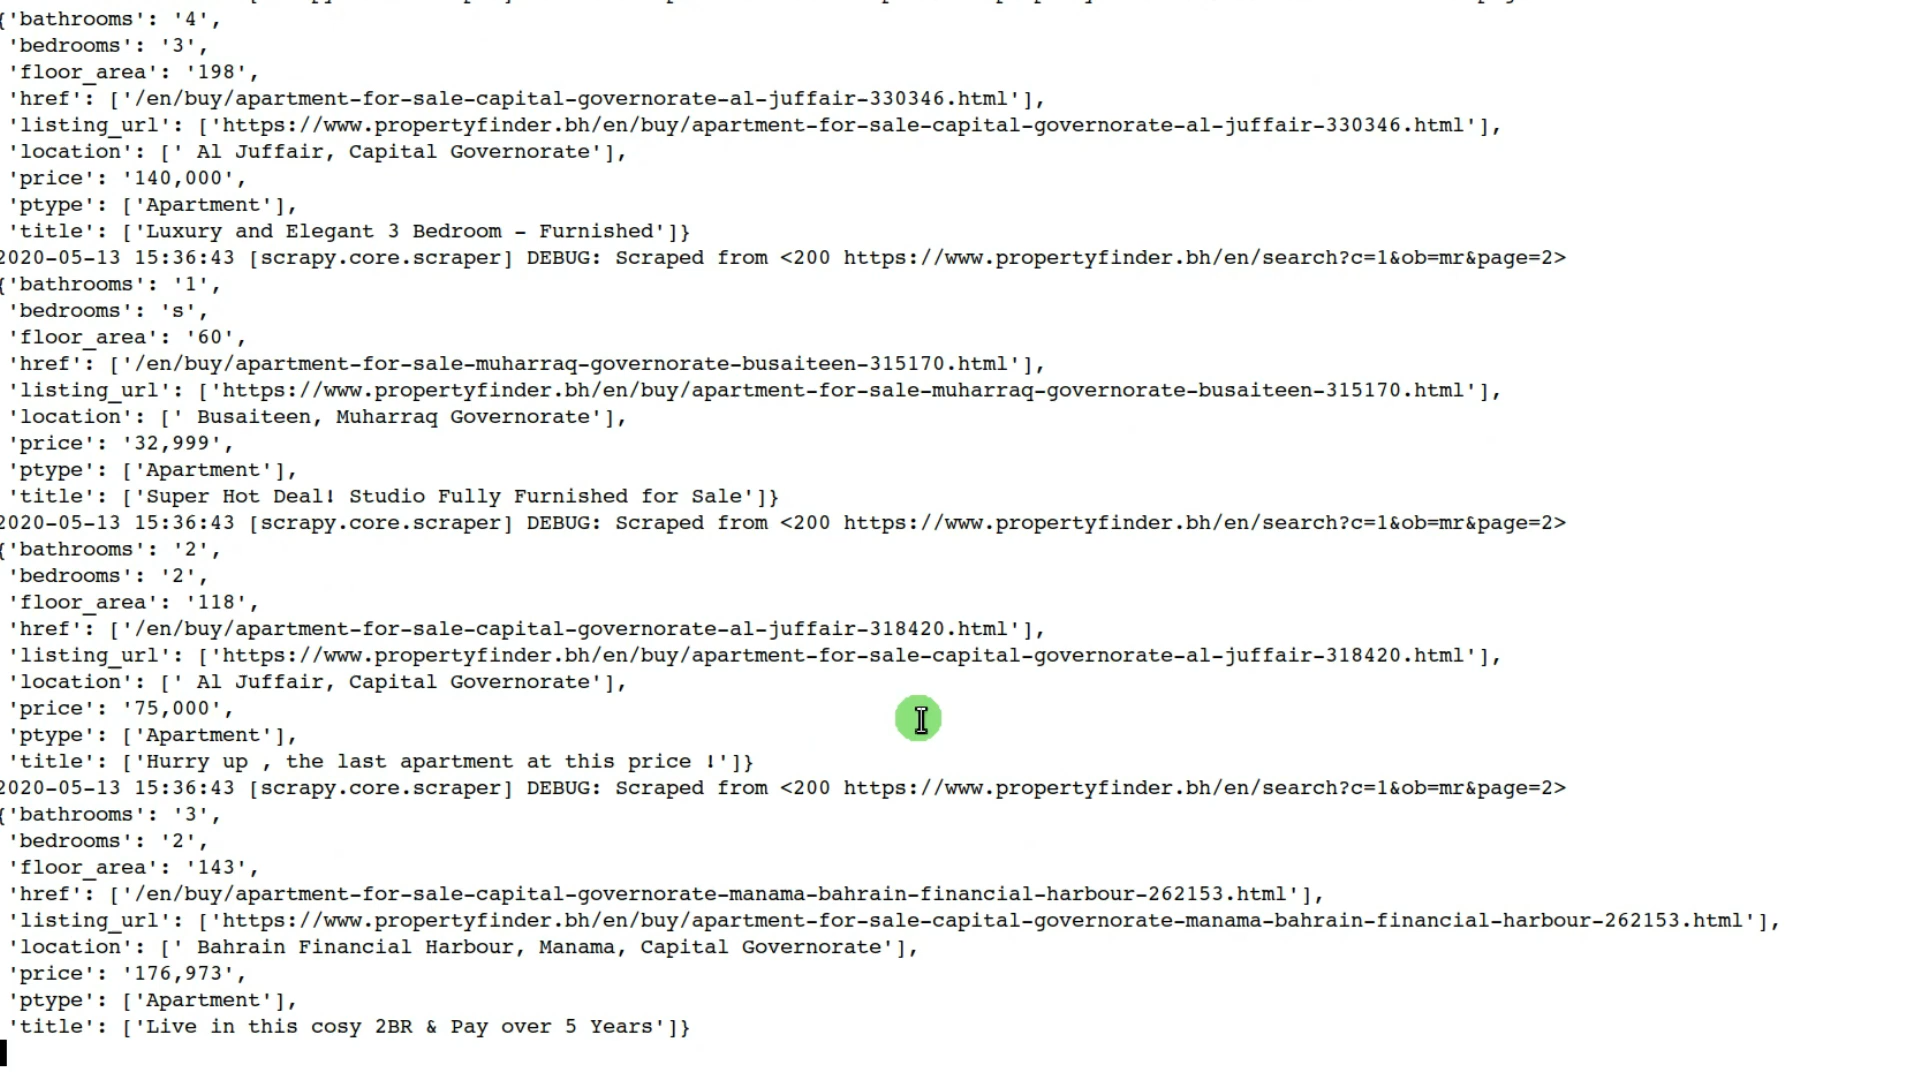 {'bathrooms': '4',
'bedrooms': '3',
'floor_area': '198',
'href': ['/en/buy/apartment-for-sale-capital-governorate-al-juffair-330346.html'],
'listing_url': ['https://www.propertyfinder.bh/en/buy/apartment-for-sale-capital-governorate-al-juffair-330346.html'],
'location': [' Al Juffair, Capital Governorate'],
'price': '140,000',
'ptype': ['Apartment'],
'title': ['Luxury and Elegant 3 Bedroom - Furnished']}
2020-05-13 15:36:43 [scrapy.core.scraper] DEBUG: Scraped from <200 https://www.propertyfinder.bh/en/search?c=1&ob=mr&page=2>
{'bathrooms': '1',
'bedrooms': 's',
'floor_area': '60',
'href': ['/en/buy/apartment-for-sale-muharraq-governorate-busaiteen-315170.html'],
'listing_url': ['https://www.propertyfinder.bh/en/buy/apartment-for-sale-muharraq-governorate-busaiteen-315170.html'],
'location': [' Busaiteen, Muharraq Governorate'],
'price': '32,999',
'ptype': ['Apartment'],
'title': ['Super Hot Deal! Studio Fully Furnished for Sale']}
2020-05-13 15:36:43 [scrapy.core.scraper] DEBUG: Scraped from <200 https://www.propertyfinder.bh/en/search?c=1&ob=mr&page=2>
{'bathrooms': '2',
'bedrooms': '2',
'floor_area': '118',
'href': ['/en/buy/apartment-for-sale-capital-governorate-al-juffair-318420.html'],
'listing_url': ['https://www.propertyfinder.bh/en/buy/apartment-for-sale-capital-governorate-al-juffair-318420.html'],
'location': [' Al Juffair, Capital Governorate'],
'price': '75,000',
'ptype': ['Apartment'],
'title': ['Hurry up , the last apartment at this price !']}
2020-05-13 15:36:43 [scrapy.core.scraper] DEBUG: Scraped from <200 https://www.propertyfinder.bh/en/search?c=1&ob=mr&page=2>
{'bathrooms': '3',
'bedrooms': '2',
'floor_area': '143',
'href': ['/en/buy/apartment-for-sale-capital-governorate-manama-bahrain-financial-harbour-262153.html'],
'listing_url': ['https://www.propertyfinder.bh/en/buy/apartment-for-sale-capital-governorate-manama-bahrain-financial-harbour-262153.html'],
'location': [' Bahrain Financial Harbour, Manama, Capital Governorate'],
'price': '176,973',
'ptype': ['Apartment'],
'title': ['Live in this cosy 2BR & Pay over 5 Years']}